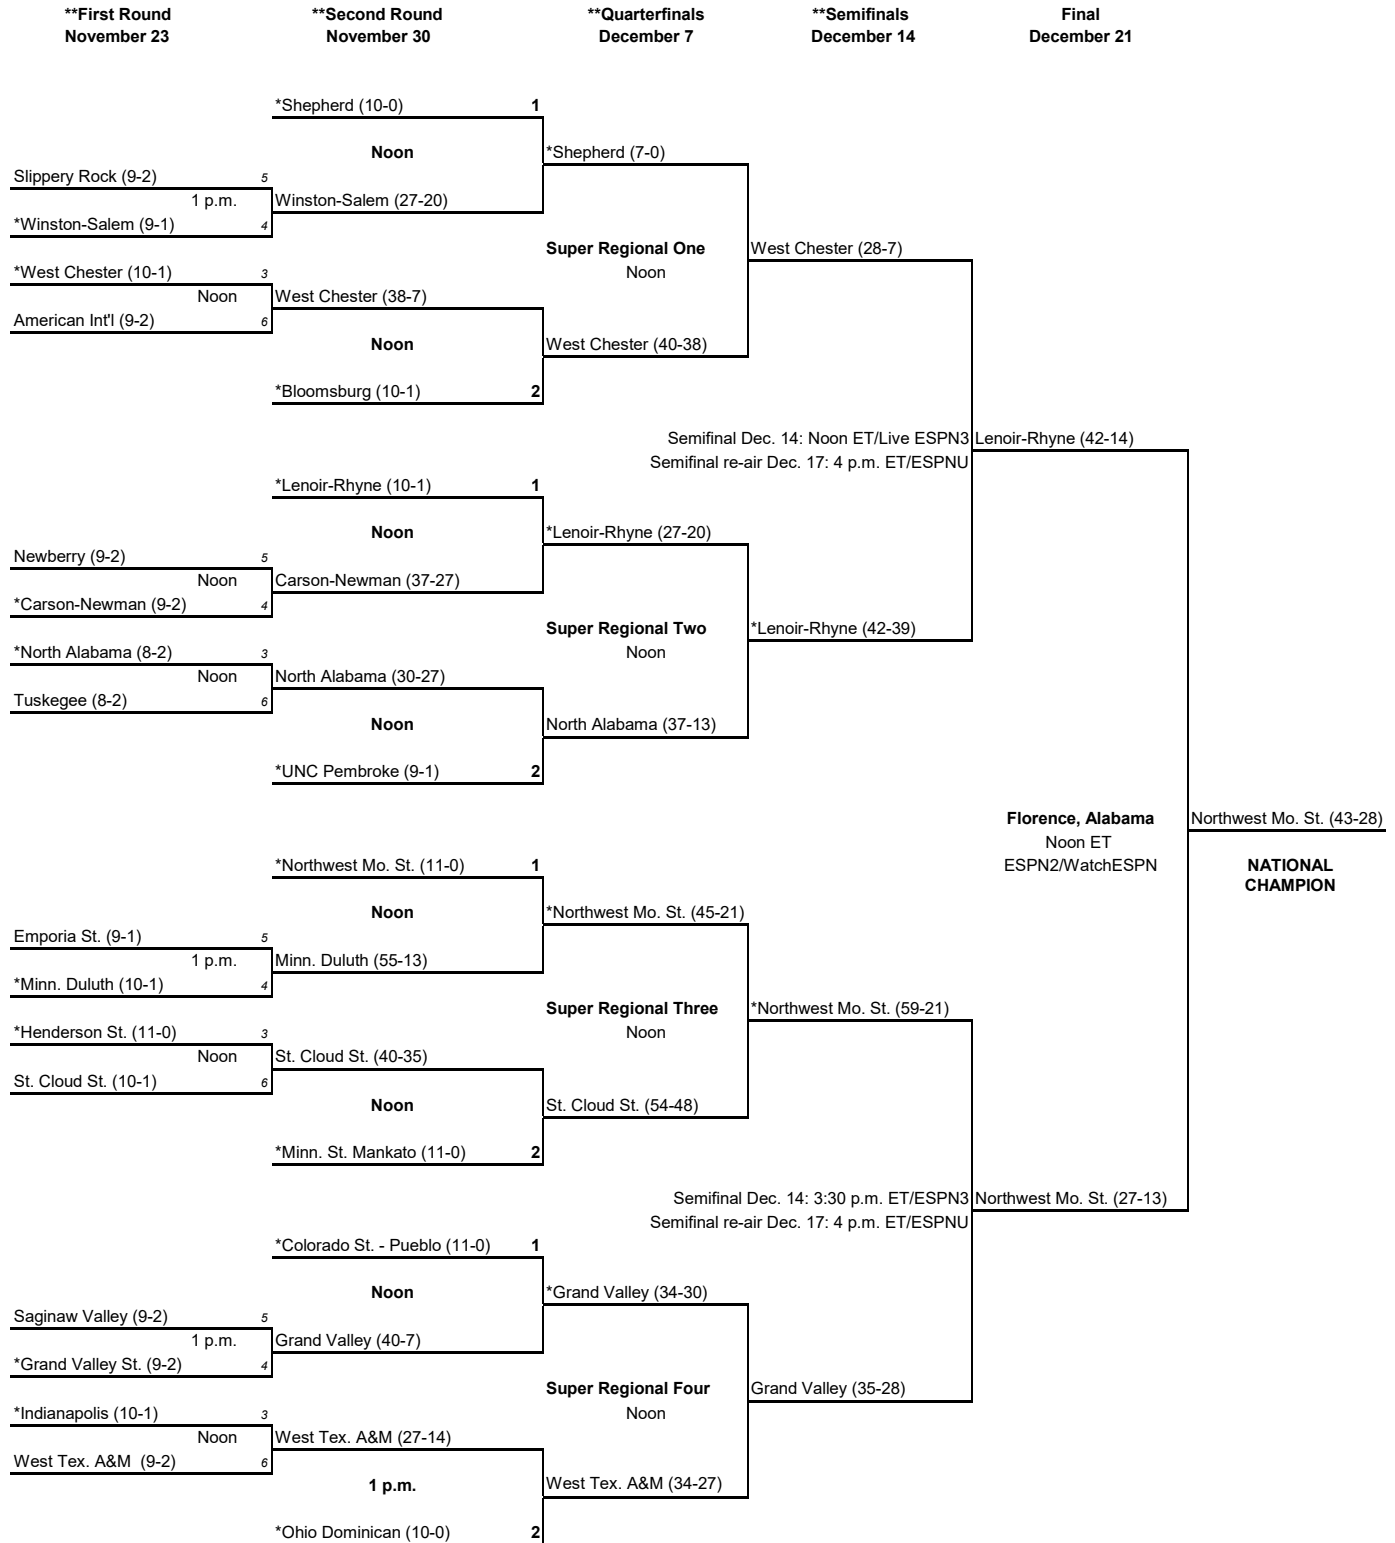 **First Round
November 23
**Second Round
November 30
**Quarterfinals
December 7
**Semifinals
December 14
Final
December 21
*Shepherd (10-0) 1
Noon
*Shepherd (7-0)
Slippery Rock (9-2) 5
1 p.m.
Winston-Salem (27-20)
*Winston-Salem (9-1) 4
Super Regional One
Noon
West Chester (28-7)
*West Chester (10-1) 3
Noon
West Chester (38-7)
American Int'l (9-2) 6
Noon
West Chester (40-38)
*Bloomsburg (10-1) 2
Semifinal Dec. 14: Noon ET/Live ESPN3
Semifinal re-air Dec. 17: 4 p.m. ET/ESPNU
Lenoir-Rhyne (42-14)
*Lenoir-Rhyne (10-1) 1
Noon
*Lenoir-Rhyne (27-20)
Newberry (9-2) 5
Noon
Carson-Newman (37-27)
*Carson-Newman (9-2) 4
Super Regional Two
Noon
*Lenoir-Rhyne (42-39)
*North Alabama (8-2) 3
Noon
North Alabama (30-27)
Tuskegee (8-2) 6
Noon
North Alabama (37-13)
*UNC Pembroke (9-1) 2
Florence, Alabama
Noon ET
ESPN2/WatchESPN
Northwest Mo. St. (43-28)
NATIONAL
CHAMPION
*Northwest Mo. St. (11-0) 1
Noon
*Northwest Mo. St. (45-21)
Emporia St. (9-1) 5
1 p.m.
Minn. Duluth (55-13)
*Minn. Duluth (10-1) 4
Super Regional Three
Noon
*Northwest Mo. St. (59-21)
*Henderson St. (11-0) 3
Noon
St. Cloud St. (40-35)
St. Cloud St. (10-1) 6
Noon
St. Cloud St. (54-48)
*Minn. St. Mankato (11-0) 2
Semifinal Dec. 14: 3:30 p.m. ET/ESPN3
Semifinal re-air Dec. 17: 4 p.m. ET/ESPNU
Northwest Mo. St. (27-13)
*Colorado St. - Pueblo (11-0) 1
Noon
*Grand Valley (34-30)
Saginaw Valley (9-2) 5
1 p.m.
Grand Valley (40-7)
*Grand Valley St. (9-2) 4
Super Regional Four
Noon
Grand Valley (35-28)
*Indianapolis (10-1) 3
Noon
West Tex. A&M (27-14)
West Tex. A&M (9-2) 6
1 p.m.
West Tex. A&M (34-27)
*Ohio Dominican (10-0) 2